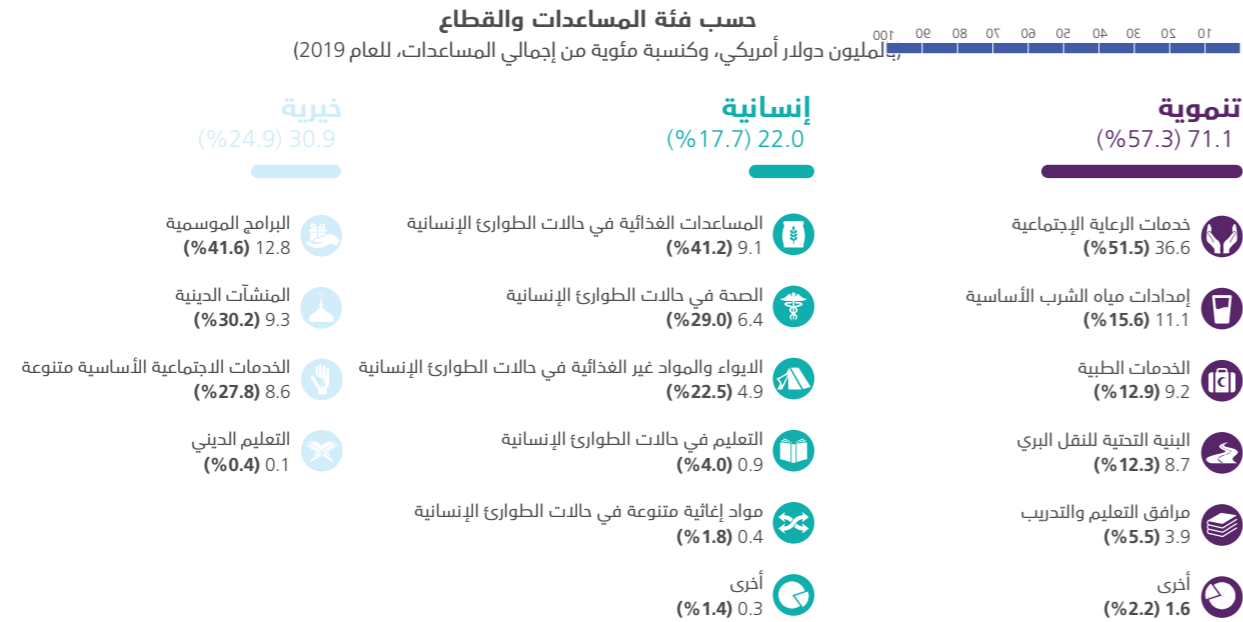 حسب فئة المساعدات والقطاع
(بالمليون دولار أمريكي، وكنسبة مئوية من إجمالي المساعدات، للعام 2019)
10 20 30 40 50 60 70 80 90 100
تنموية
71.1 (%57.3)
خدمات الرعاية الإجتماعية
36.6 (%51.5)
إمدادات مياه الشرب الأساسية
11.1 (%15.6)
الخدمات الطبية
9.2 (%12.9)
البنية التحتية للنقل البري
8.7 (%12.3)
مرافق التعليم والتدريب
3.9 (%5.5)
أخرى
1.6 (%2.2)
إنسانية
22.0 (%17.7)
المساعدات الغذائية في حالات الطوارئ الإنسانية
9.1 (%41.2)
الصحة في حالات الطوارئ الإنسانية
6.4 (%29.0)
الايواء والمواد غير الغذائية في حالات الطوارئ الإنسانية
4.9 (%22.5)
التعليم في حالات الطوارئ الإنسانية
0.9 (%4.0)
مواد إغاثية متنوعة في حالات الطوارئ الإنسانية
0.4 (%1.8)
أخرى
0.3 (%1.4)
خيرية
30.9 (%24.9)
البرامج الموسمية
12.8 (%41.6)
المنشآت الدينية
9.3 (%30.2)
الخدمات الاجتماعية الأساسية متنوعة
8.6 (%27.8)
التعليم الديني
0.1 (%0.4)